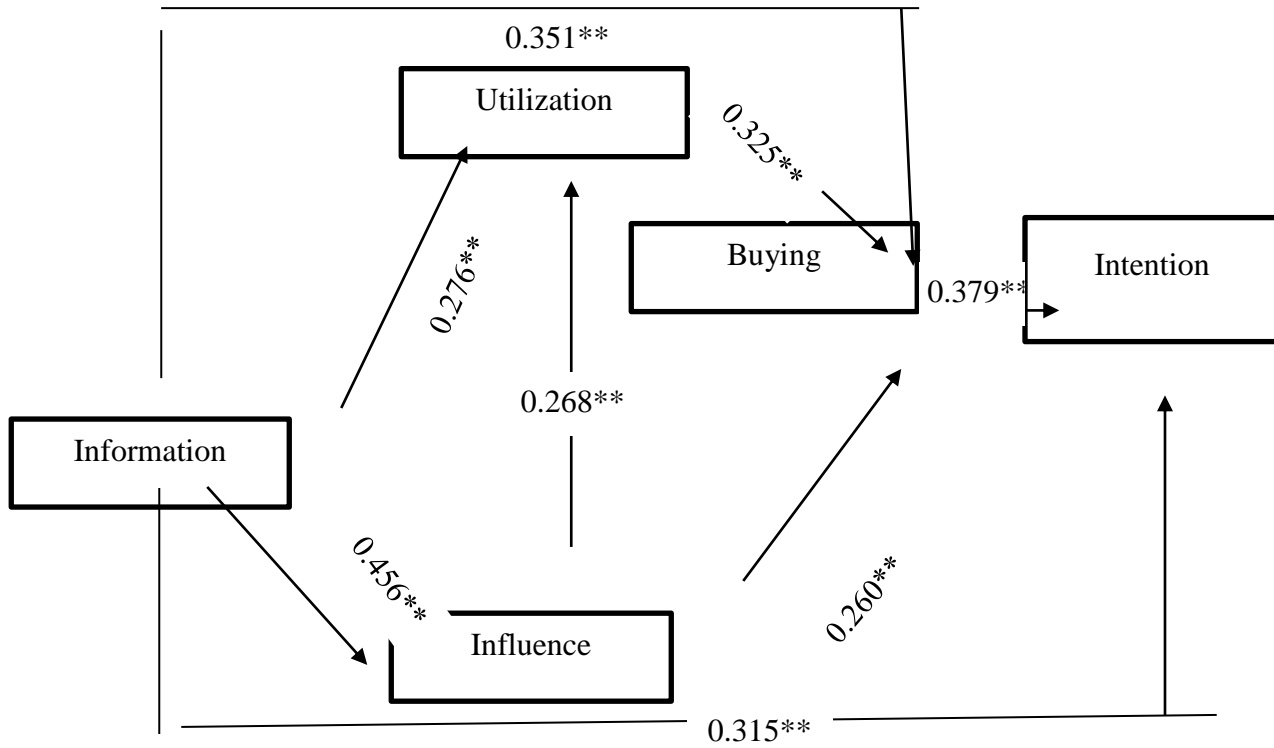 0.351**
Utilization
0.325**
Buying
0.276**
Intention
0.379**
0.268**
Information
0.456**
0.260**
Influence
0.315**